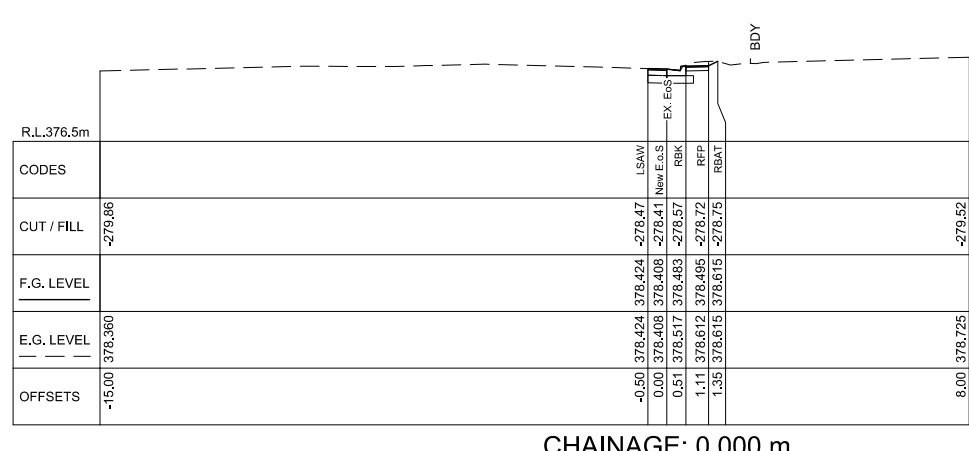 BDY
EX. EoS
R.L.376.5m
CODES
LSAW
New E.o.S
RBK
RFP
RBAT
CUT / FILL
-279.86
-278.47
-278.41
-278.57
-278.72
-278.75
-279.52
F.G. LEVEL
378.424
378.408
378.483
378.495
378.615
E.G. LEVEL
378.360
378.424
378.408
378.517
378.612
378.615
378.725
OFFSETS
-15.00
-0.50
0.00
0.51
1.11
1.35
8.00
CHAINAGE: 0.000 m